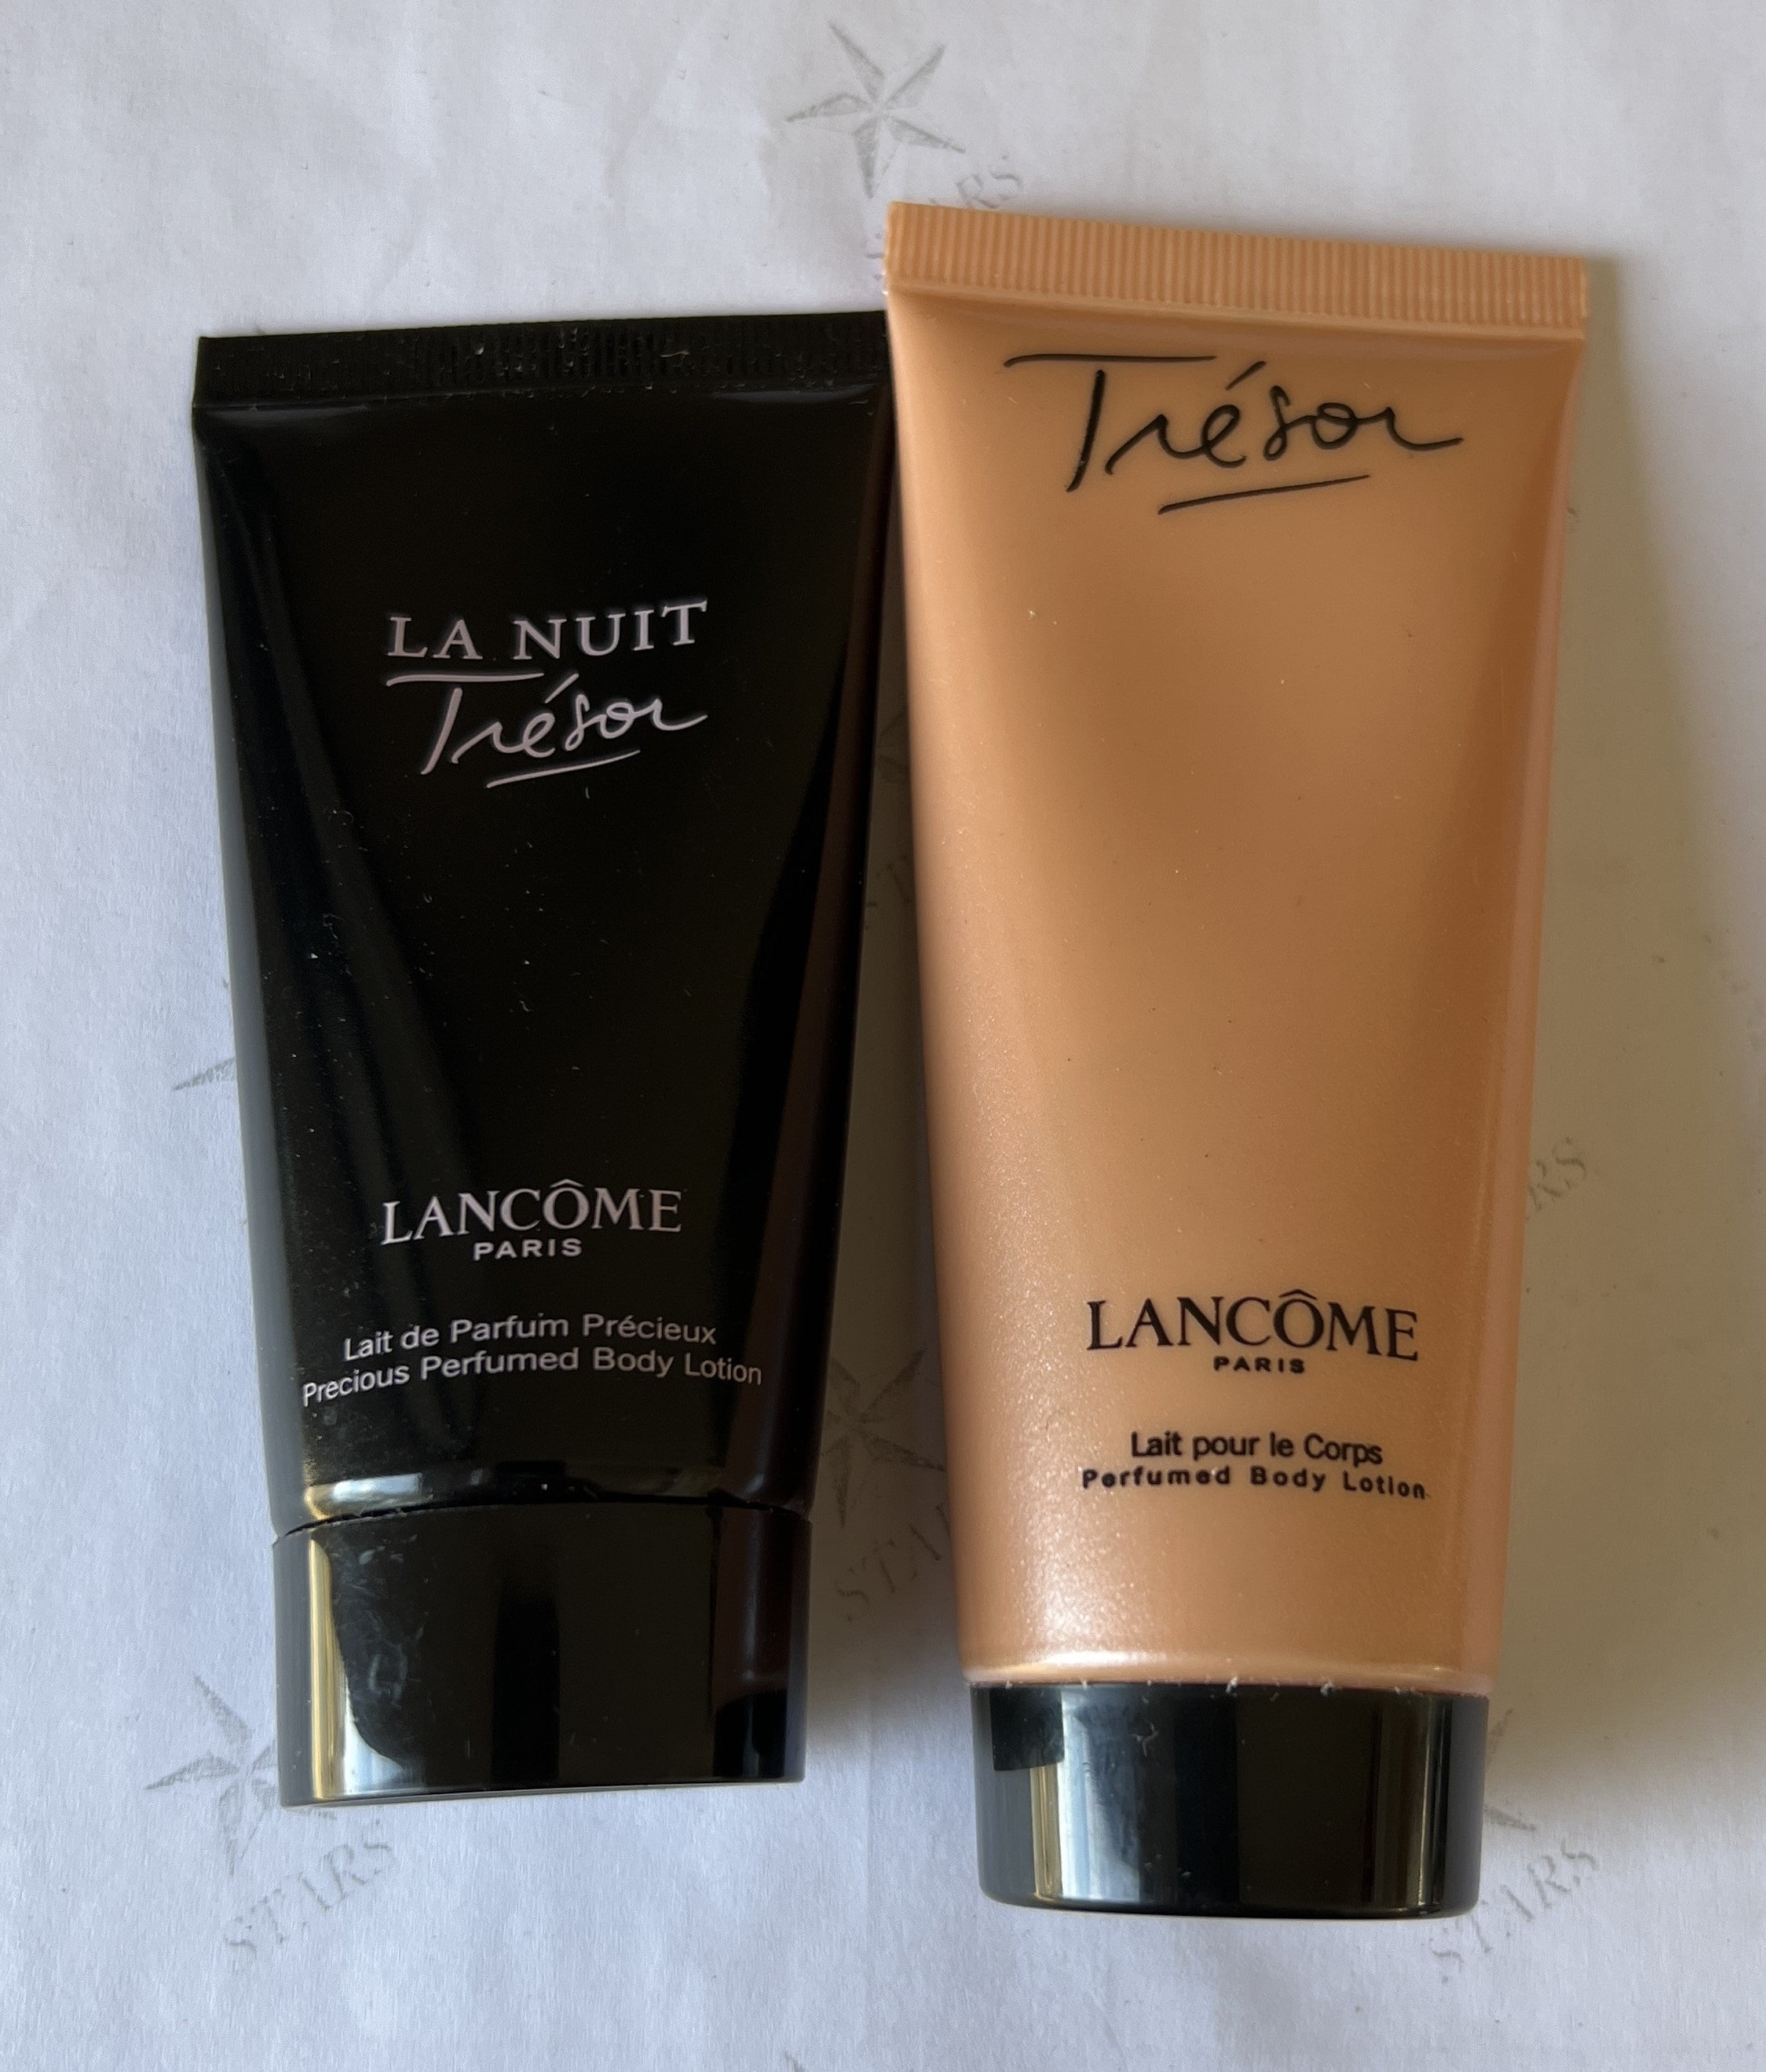 LA NUIT
Trésor
LANCÔME
PARIS
Lait de Parfum Précieux
Precious Perfumed Body Lotion
Trésor
LANCÔME
PARIS
Lait pour le Corps
Perfumed Body Lotion
STARS
STARS